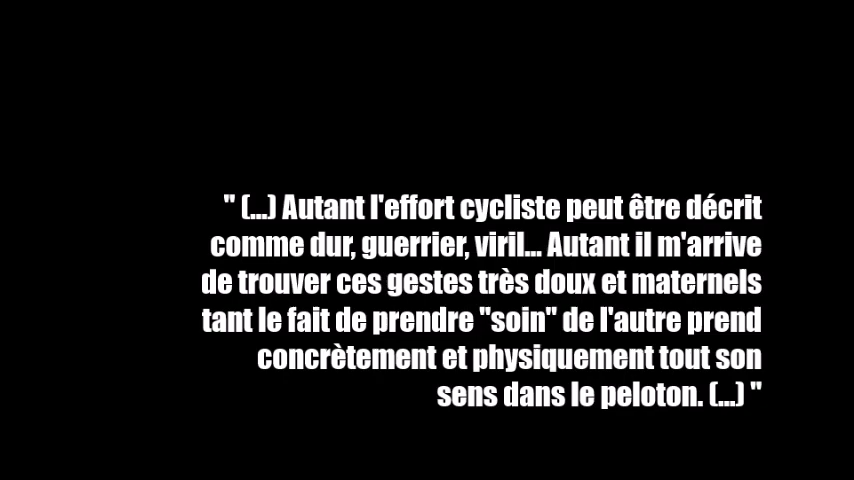 " (...) Autant l'effort cycliste peut être décrit
comme dur, guerrier, viril... Autant il m'arrive
de trouver ces gestes très doux et maternels
tant le fait de prendre "soin" de l'autre prend
concrètement et physiquement tout son
sens dans le peloton. (...) "